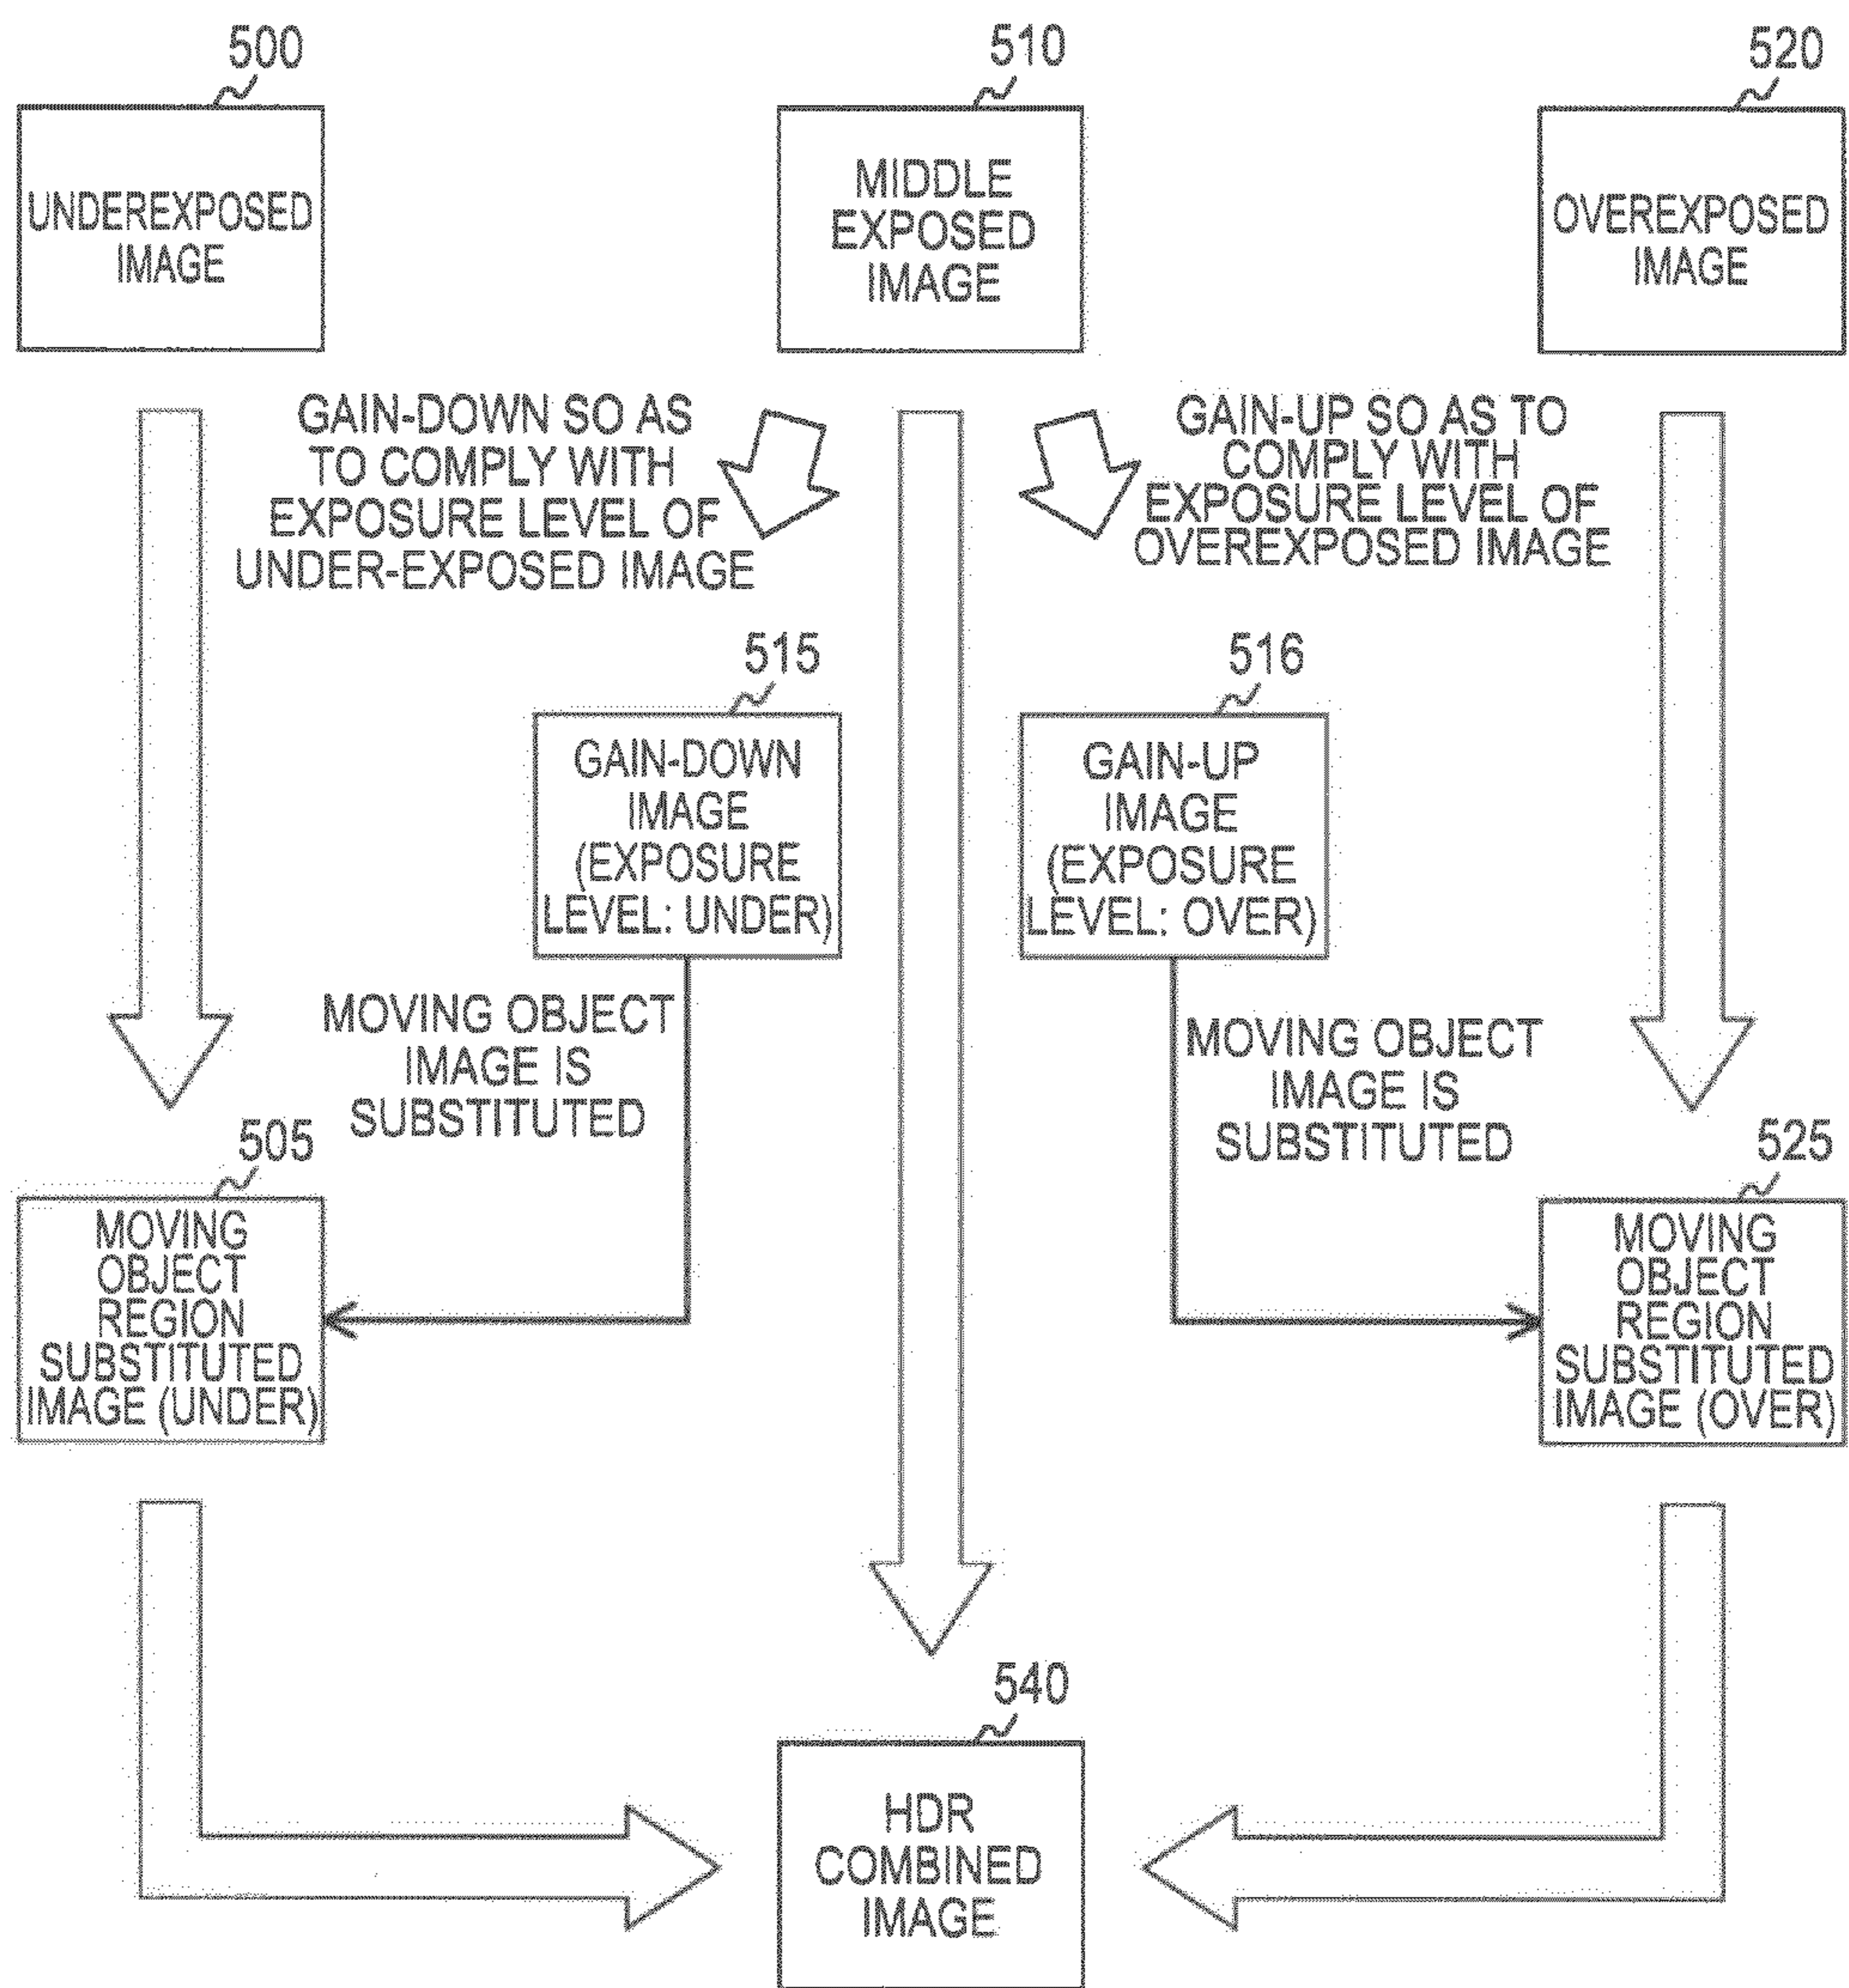 500
510
520
UNDEREXPOSED
IMAGE
MIDDLE
EXPOSED
IMAGE
OVEREXPOSED
IMAGE
GAIN-DOWN SO AS
TO COMPLY WITH
EXPOSURE LEVEL OF
UNDER-EXPOSED IMAGE
GAIN-UP SO AS TO
COMPLY WITH
EXPOSURE LEVEL OF
OVEREXPOSED IMAGE
515
516
GAIN-DOWN
IMAGE
(EXPOSURE
LEVEL: UNDER)
GAIN-UP
IMAGE
(EXPOSURE
LEVEL: OVER)
MOVING OBJECT
IMAGE IS
SUBSTITUTED
MOVING OBJECT
IMAGE IS
SUBSTITUTED
505
525
MOVING
OBJECT
REGION
SUBSTITUTED
IMAGE (UNDER)
MOVING
OBJECT
REGION
SUBSTITUTED
IMAGE (OVER)
540
HDR
COMBINED
IMAGE